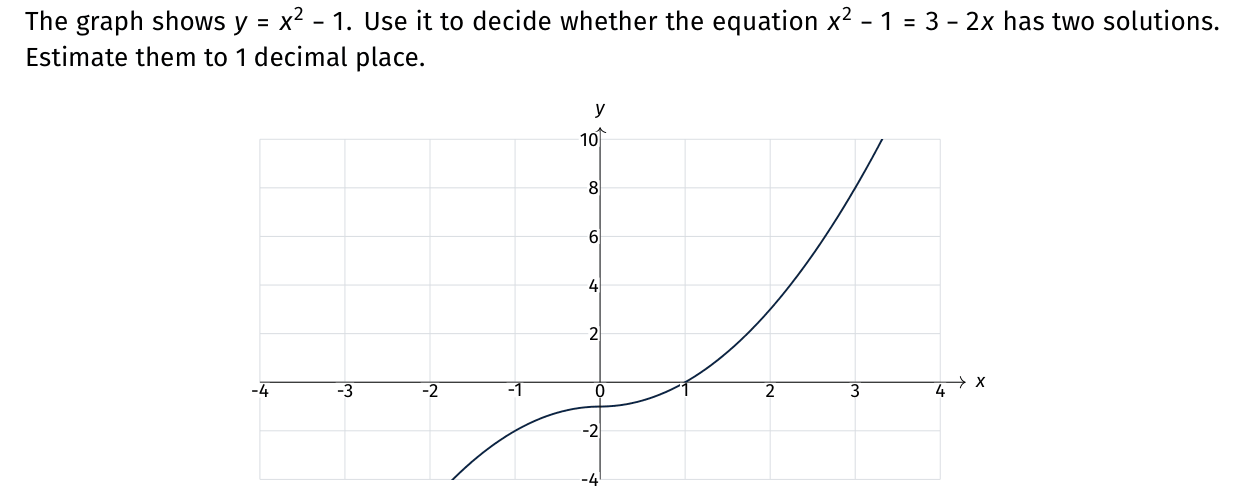 The graph shows y = x² − 1. Use it to decide whether the equation x² − 1 = 3 − 2x has two solutions.
Estimate them to 1 decimal place.
y
10
8
6
4
2
-4 -3 -2 -1 0 1 2 3 4 x
-2
-4